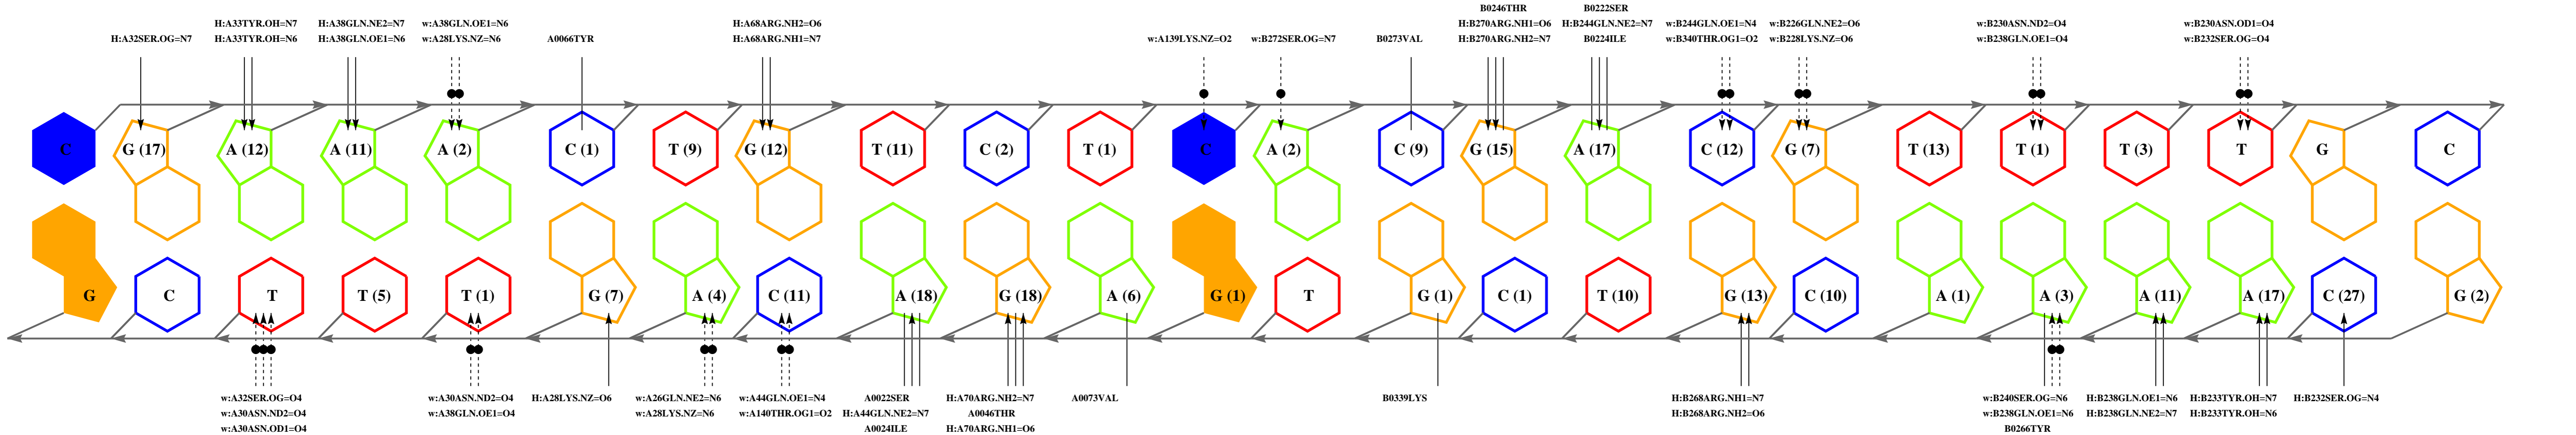 B0246THR B0222SER
H:A33TYR.OH=N7 H:A38GLN.NE2=N7 w:A38GLN.OE1=N6 H:A68ARG.NH2=O6 H:B270ARG.NH1=O6 H:B244GLN.NE2=N7 w:B244GLN.OE1=N4 w:B226GLN.NE2=O6 w:B230ASN.ND2=O4 w:B230ASN.OD1=O4
H:A32SER.OG=N7 H:A33TYR.OH=N6 H:A38GLN.OE1=N6 w:A28LYS.NZ=N6 A0066TYR H:A68ARG.NH1=N7 w:A139LYS.NZ=O2 w:B272SER.OG=N7 B0273VAL H:B270ARG.NH2=N7 B0224ILE w:B340THR.OG1=O2 w:B228LYS.NZ=O6 w:B238GLN.OE1=O4 w:B232SER.OG=O4
C G (17) A (12) A (11) A (2) C (1) T (9) G (12) T (11) C (2) T (1) C A (2) C (9) G (15) A (17) C (12) G (7) T (13) T (1) T (3) T G C
G C T T (5) T (1) G (7) A (4) C (11) A (18) G (18) A (6) G (1) T G (1) C (1) T (10) G (13) C (10) A (1) A (3) A (11) A (17) C (27) G (2)
w:A32SER.OG=O4 w:A30ASN.ND2=O4 H:A28LYS.NZ=O6 w:A26GLN.NE2=N6 w:A44GLN.OE1=N4 A0022SER H:A70ARG.NH2=N7 A0073VAL B0339LYS H:B268ARG.NH1=N7 w:B240SER.OG=N6 H:B238GLN.OE1=N6 H:B233TYR.OH=N7 H:B232SER.OG=N4
w:A30ASN.ND2=O4 w:A38GLN.OE1=O4 w:A28LYS.NZ=N6 w:A140THR.OG1=O2 H:A44GLN.NE2=N7 A0046THR H:B268ARG.NH2=O6 w:B238GLN.OE1=N6 H:B238GLN.NE2=N7 H:B233TYR.OH=N6
w:A30ASN.OD1=O4 A0024ILE H:A70ARG.NH1=O6 B0266TYR